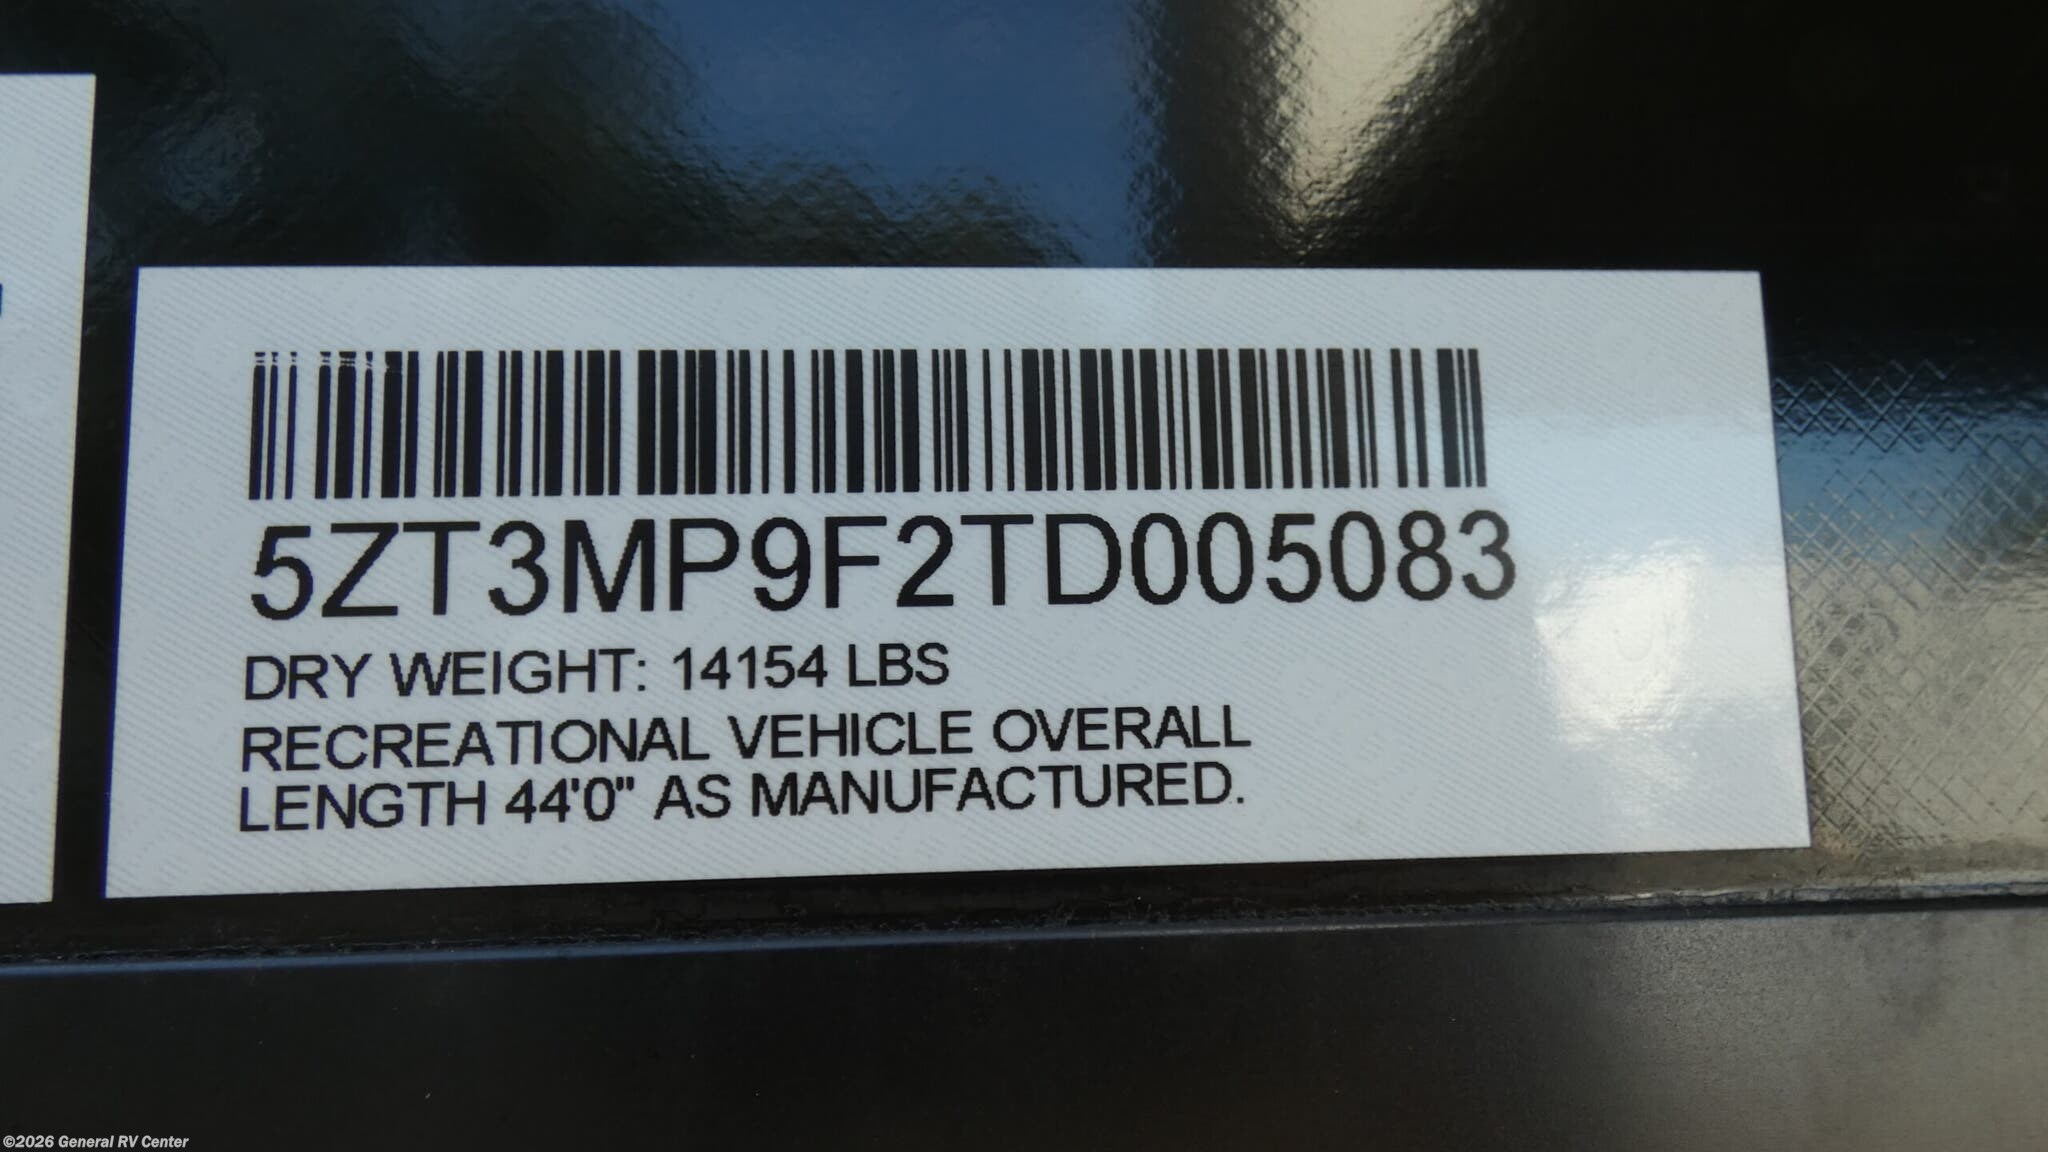 5ZT3MP9F2TD005083
DRY WEIGHT: 14154 LBS
RECREATIONAL VEHICLE OVERALL
LENGTH 44'0" AS MANUFACTURED.
©2026 General RV Center